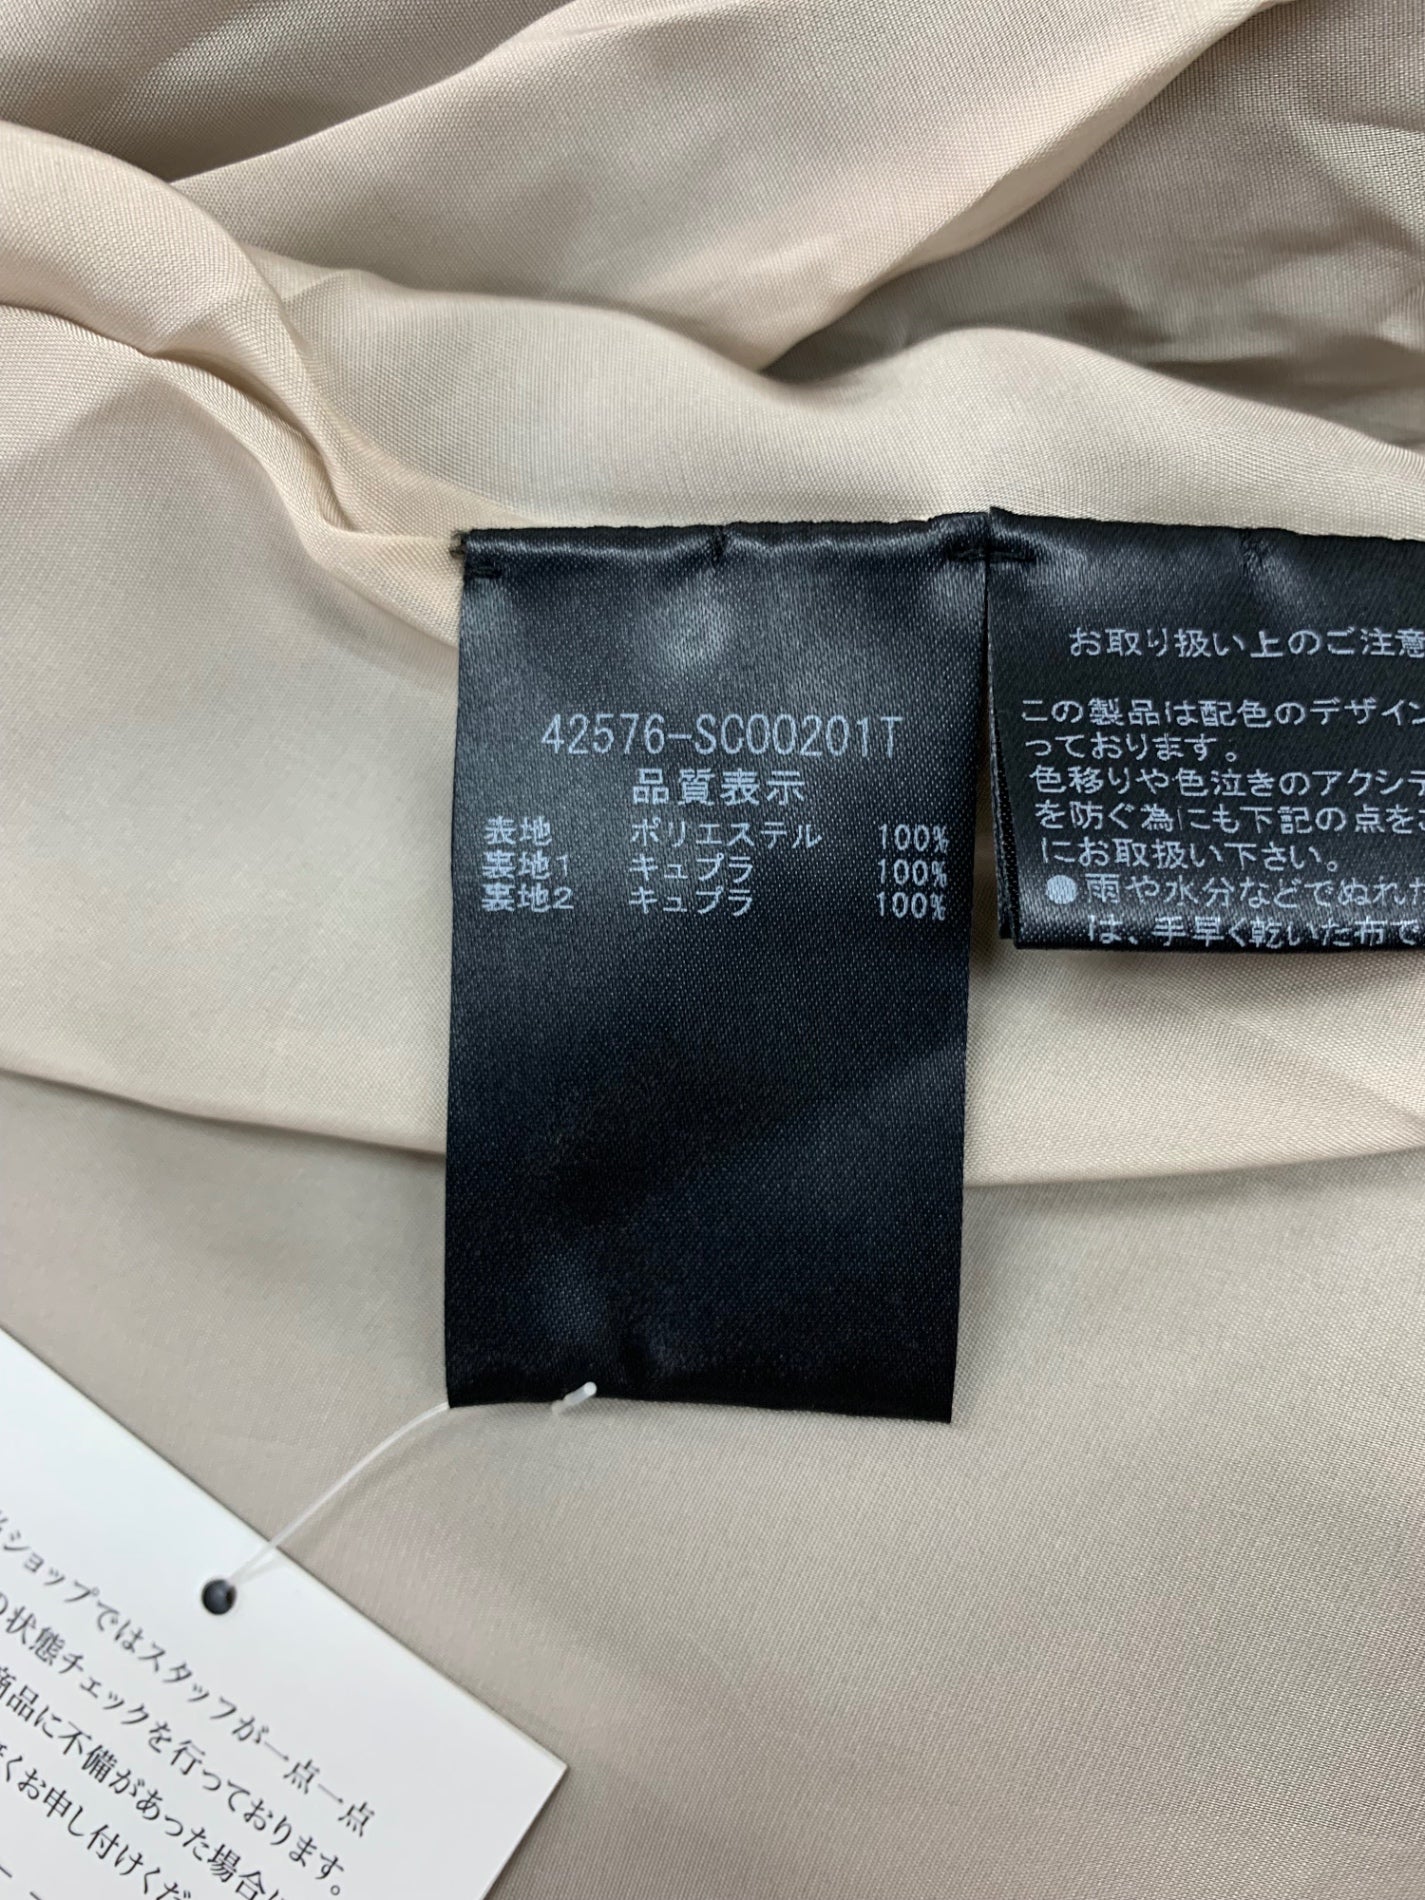 42576-SC00201T
品質表示
表地 ポリエステル 100%
裏地1 キュプラ 100%
裏地2 キュプラ 100%
お取り扱い上のご注意
この製品は配色のデザイン
っております。
色移りや色泣きのアクシデ
を防ぐ為にも下記の点を
にお取扱い下さい。
●雨や水分などでぬれた
は、手早く乾いた布で
ショップではスタッフが一点一点
の状態チェックを行っております。
商品に不備があった場合
くお申し付けくだ